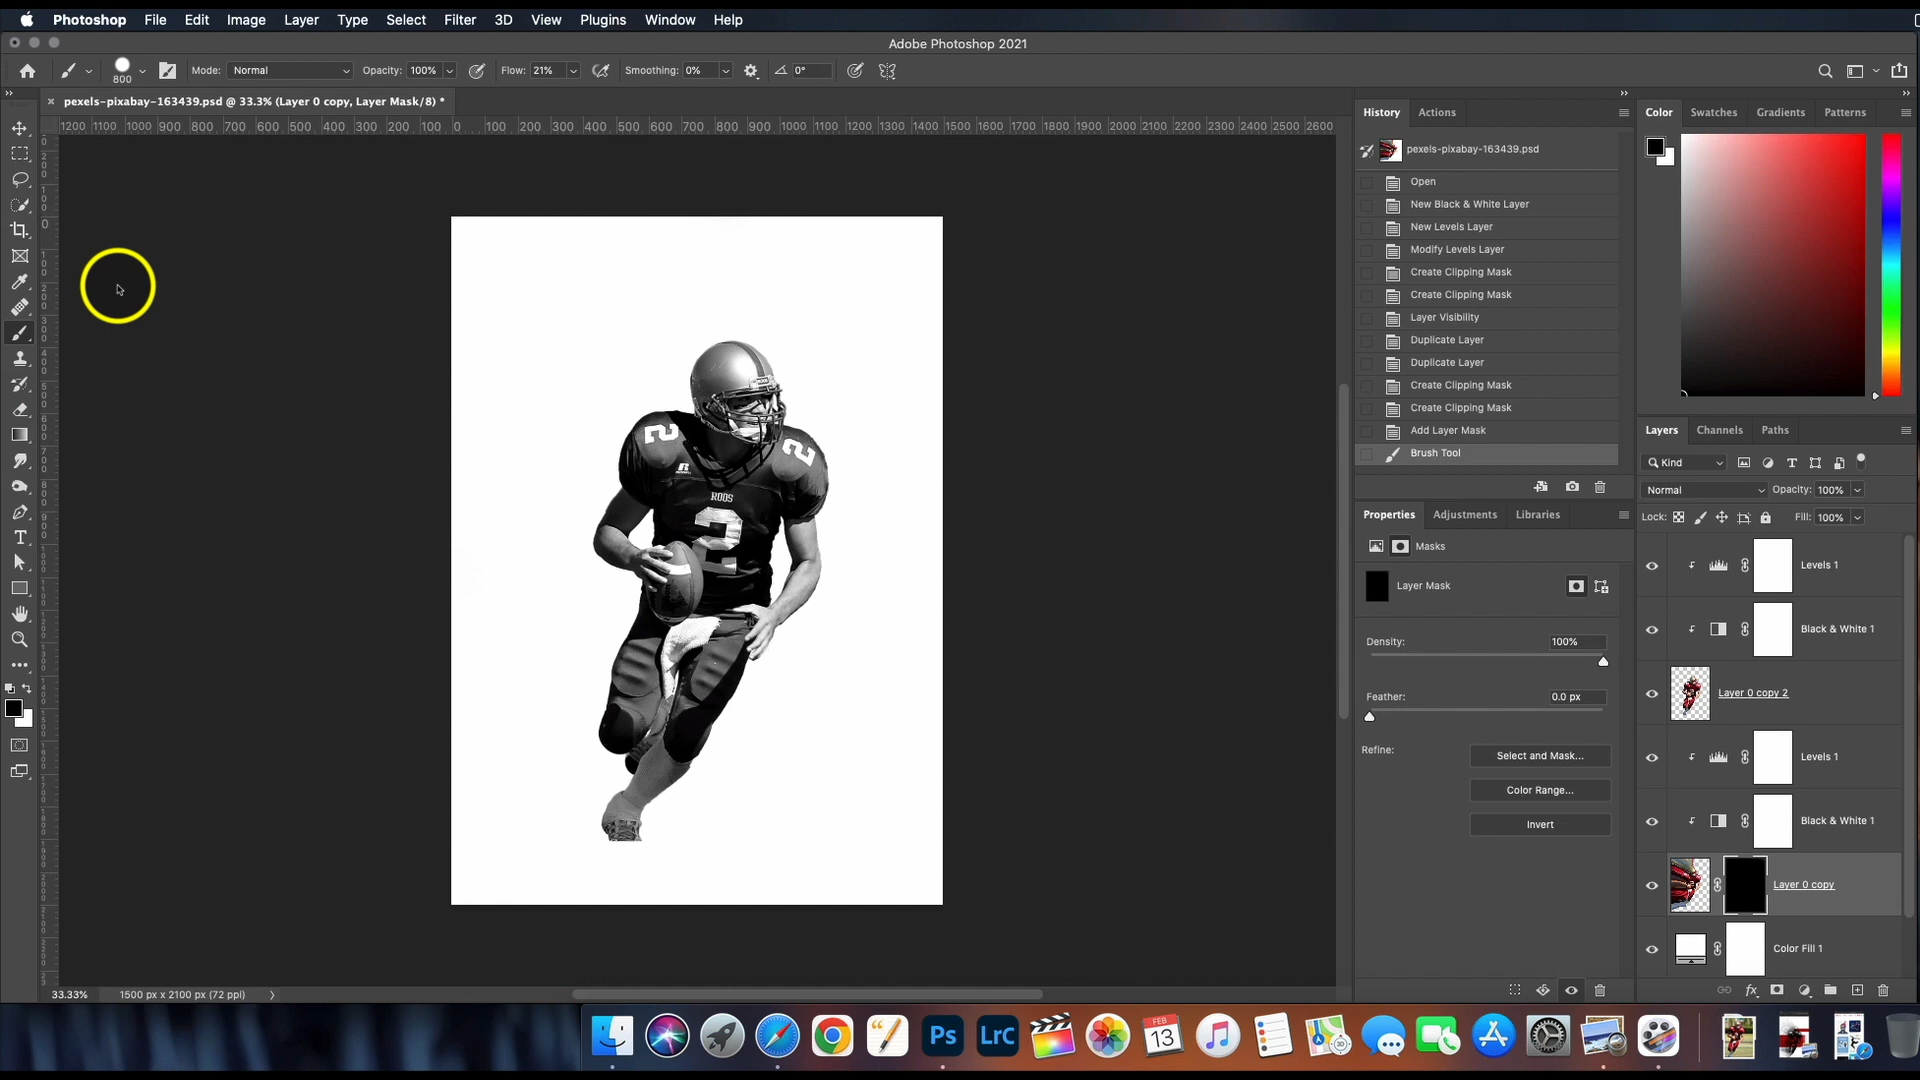 Photoshop File Edit Image Layer Type Select Filter 3D View Plugins Window Help
Adobe Photoshop 2021
800 Mode: Normal Opacity: 100% Flow: 21% Smoothing: 0% 0°
pexels-pixabay-163439.psd @ 33.3% (Layer 0 copy, Layer Mask/8) *
1200 1100 1000 900 800 700 600 500 400 300 200 100 0 100 200 300 400 500 600 700 800 900 1000 1100 1200 1300 1400 1500 1600 1700 1800 1900 2000 2100 2200 2300 2400 2500 2600
History Actions
pexels-pixabay-163439.psd
Open
New Black & White Layer
New Levels Layer
Modify Levels Layer
Create Clipping Mask
Create Clipping Mask
Layer Visibility
Duplicate Layer
Duplicate Layer
Create Clipping Mask
Create Clipping Mask
Add Layer Mask
Brush Tool
Properties Adjustments Libraries
Masks
Layer Mask
Density: 100%
Feather: 0.0 px
Refine: Select and Mask...
Color Range...
Invert
Color Swatches Gradients Patterns
Layers Channels Paths
Kind
Normal Opacity: 100%
Lock: Fill: 100%
Levels 1
Black & White 1
Layer 0 copy 2
Levels 1
Black & White 1
Layer 0 copy
Color Fill 1
2 2
R
ROOS
2
33.33% 1500 px x 2100 px (72 ppi)
Ps LrC FEB 13